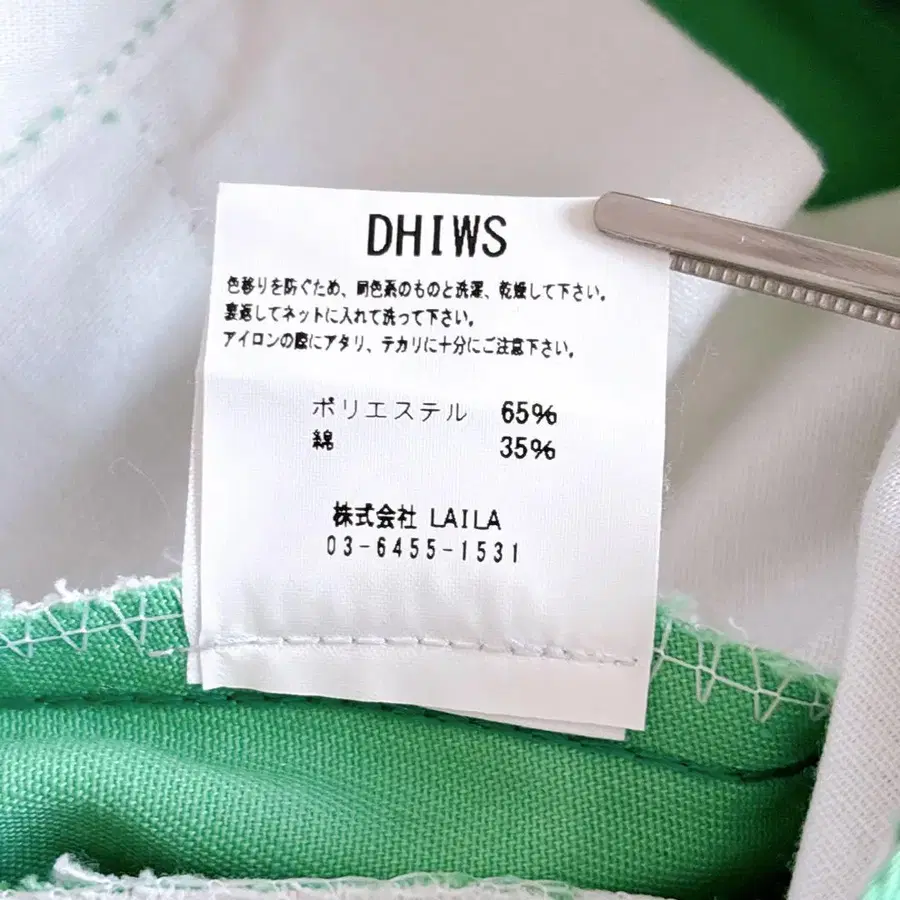 DHIWS
色移りを防ぐため、同色系のものと洗濯、乾燥して下さい。
裏返してネットに入れて洗って下さい。
アイロンの際にアタリ、テカリに十分にご注意下さい。
ポリエステル 65%
綿 35%
株式会社 LAILA
03-6455-1531